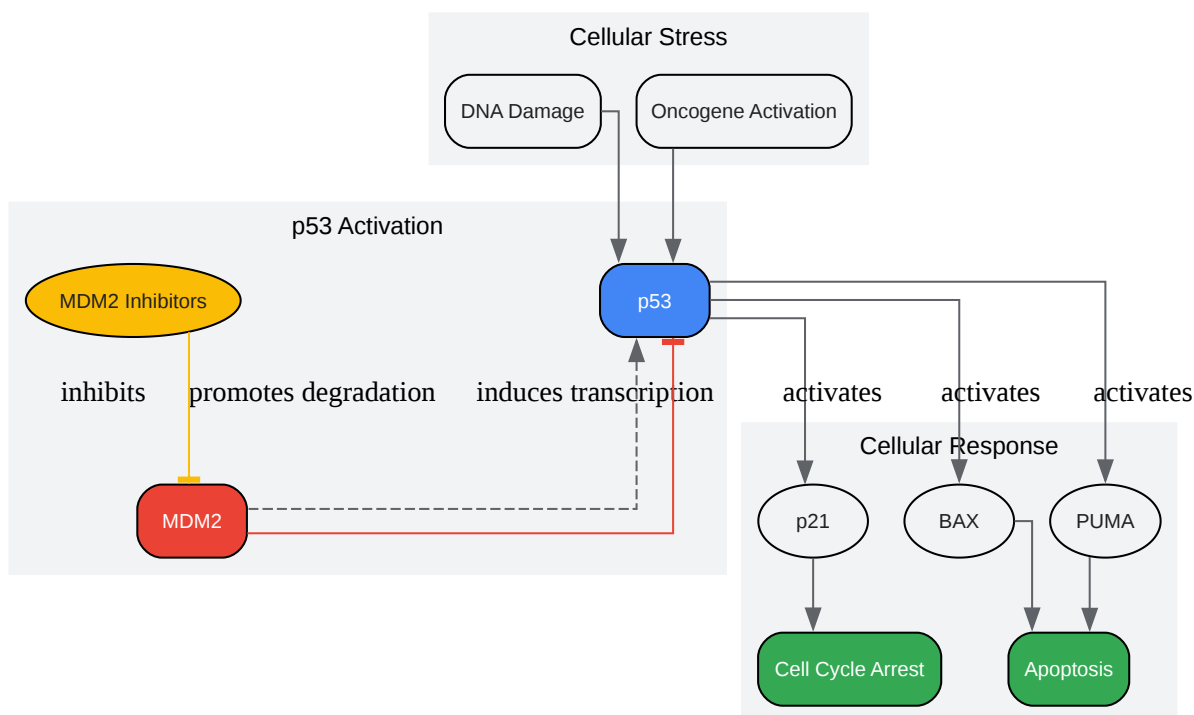 Cellular Stress
DNA Damage
Oncogene Activation
p53 Activation
MDM2 Inhibitors
p53
inhibits
promotes degradation
induces transcription
activates
activates
activates
Cellular Response
MDM2
p21
BAX
PUMA
Cell Cycle Arrest
Apoptosis